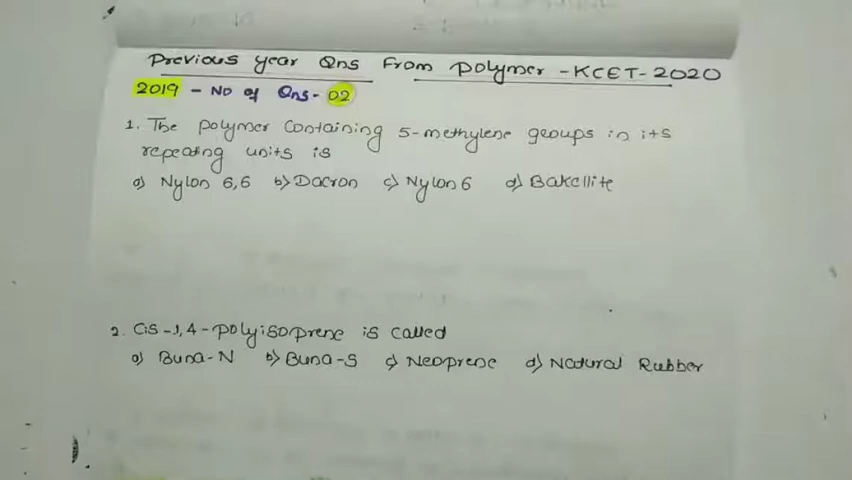 Previous year Qns From polymer - KCET- 2020
2019 - No of Qns- 02
1. The polymer containing 5-methylene groups in its
repeating units is
a) Nylon 6,6 b) Dacron c) Nylon 6 d) Bakellite
2. Cis-1,4-polyisoprene is called
a) Buna-N b) Buna-S c) Neoprene d) Natural Rubber